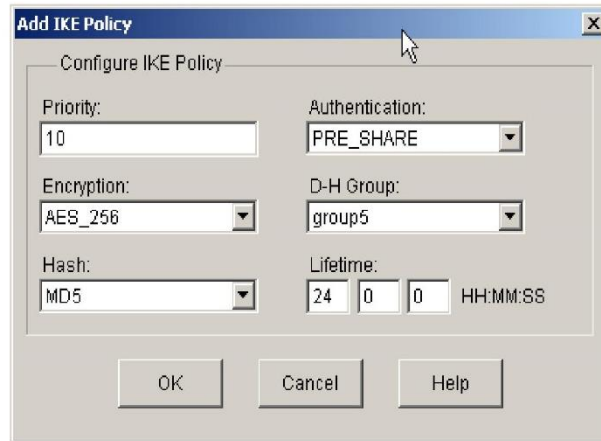 Add IKE Policy
Configure IKE Policy
Priority:
10
Authentication:
PRE_SHARE
Encryption:
AES_256
D-H Group:
group5
Hash:
MD5
Lifetime:
24 0 0 HH:MM:SS
OK Cancel Help